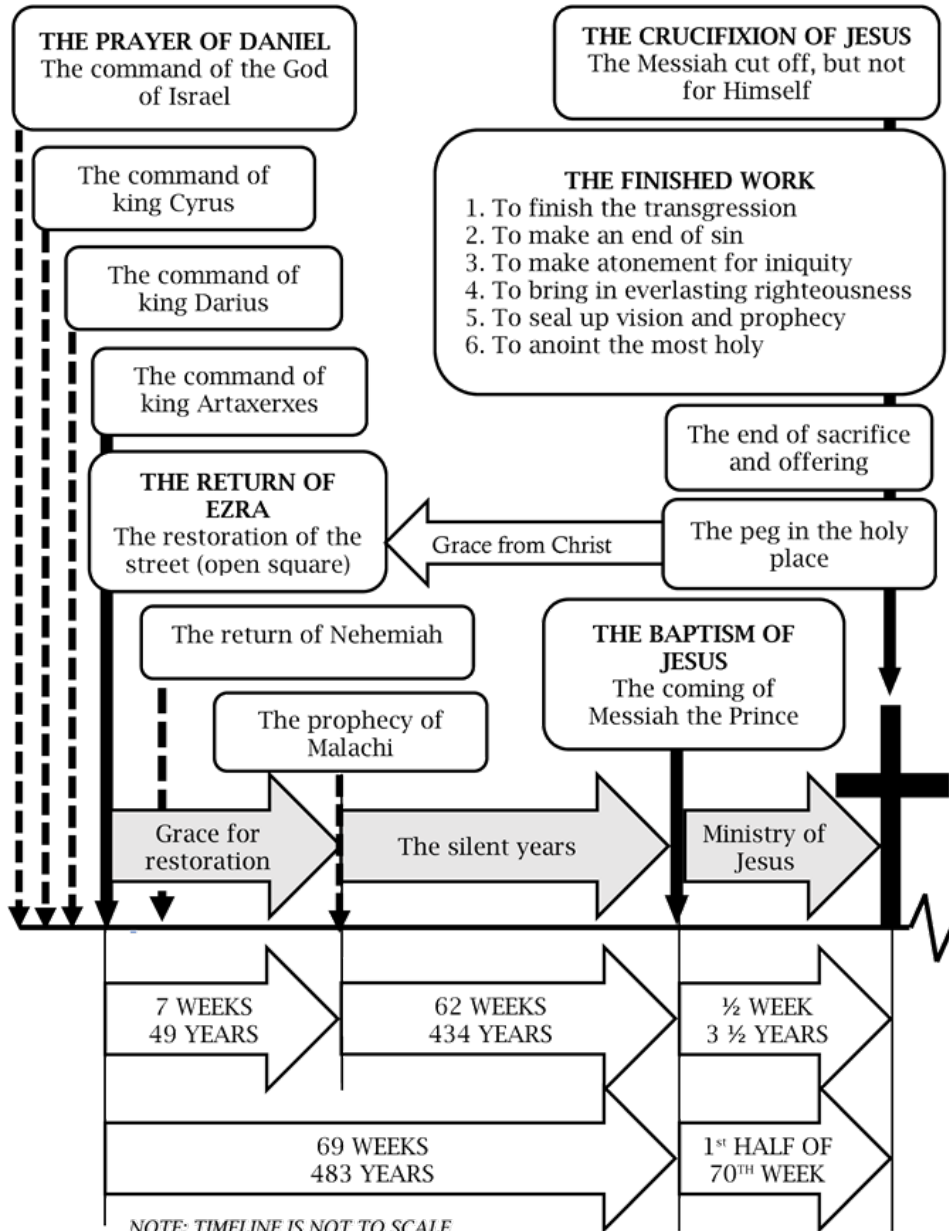 THE PRAYER OF DANIEL
The command of the God
of Israel
The command of
king Cyrus
The command of
king Darius
The command of
king Artaxerxes
THE RETURN OF
EZRA
The restoration of the
street (open square)
The return of Nehemiah
The prophecy of
Malachi
THE CRUCIFIXION OF JESUS
The Messiah cut off, but not
for Himself
THE FINISHED WORK
1. To finish the transgression
2. To make an end of sin
3. To make atonement for iniquity
4. To bring in everlasting righteousness
5. To seal up vision and prophecy
6. To anoint the most holy
The end of sacrifice
and offering
The peg in the holy
place
Grace from Christ
THE BAPTISM OF
JESUS
The coming of
Messiah the Prince
Grace for
restoration
The silent years
Ministry of
Jesus
7 WEEKS
49 YEARS
62 WEEKS
434 YEARS
½ WEEK
3 ½ YEARS
69 WEEKS
483 YEARS
1st HALF OF
70TH WEEK
NOTE: TIMELINE IS NOT TO SCALE